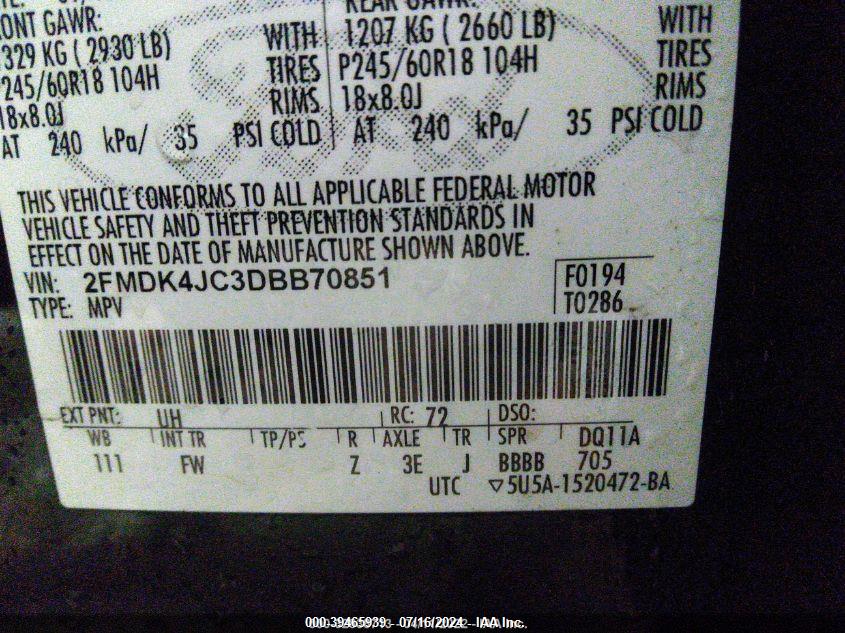 ONT GAWR: REAR GAWR:
329 KG ( 2930 LB) WITH 1207 KG ( 2660 LB) WITH
245/60R18 104H TIRES P245/60R18 104H TIRES
18x8.0J RIMS 18x8.0J RIMS
AT 240 kPa/ 35 PSI COLD AT 240 kPa/ 35 PSI COLD
THIS VEHICLE CONFORMS TO ALL APPLICABLE FEDERAL MOTOR
VEHICLE SAFETY AND THEFT PREVENTION STANDARDS IN
EFFECT ON THE DATE OF MANUFACTURE SHOWN ABOVE.
VIN: 2FMDK4JC3DBB70851 F0194
TYPE: MPV T0286
EXT PNT: UH RC: 72 DSO:
WB INT TR TP/PS R AXLE TR SPR DQ11A
111 FW Z 3E J BBBB 705
UTC ▽5U5A-1520472-BA
000-39465939 - 07/16/2024 - IAA Inc.